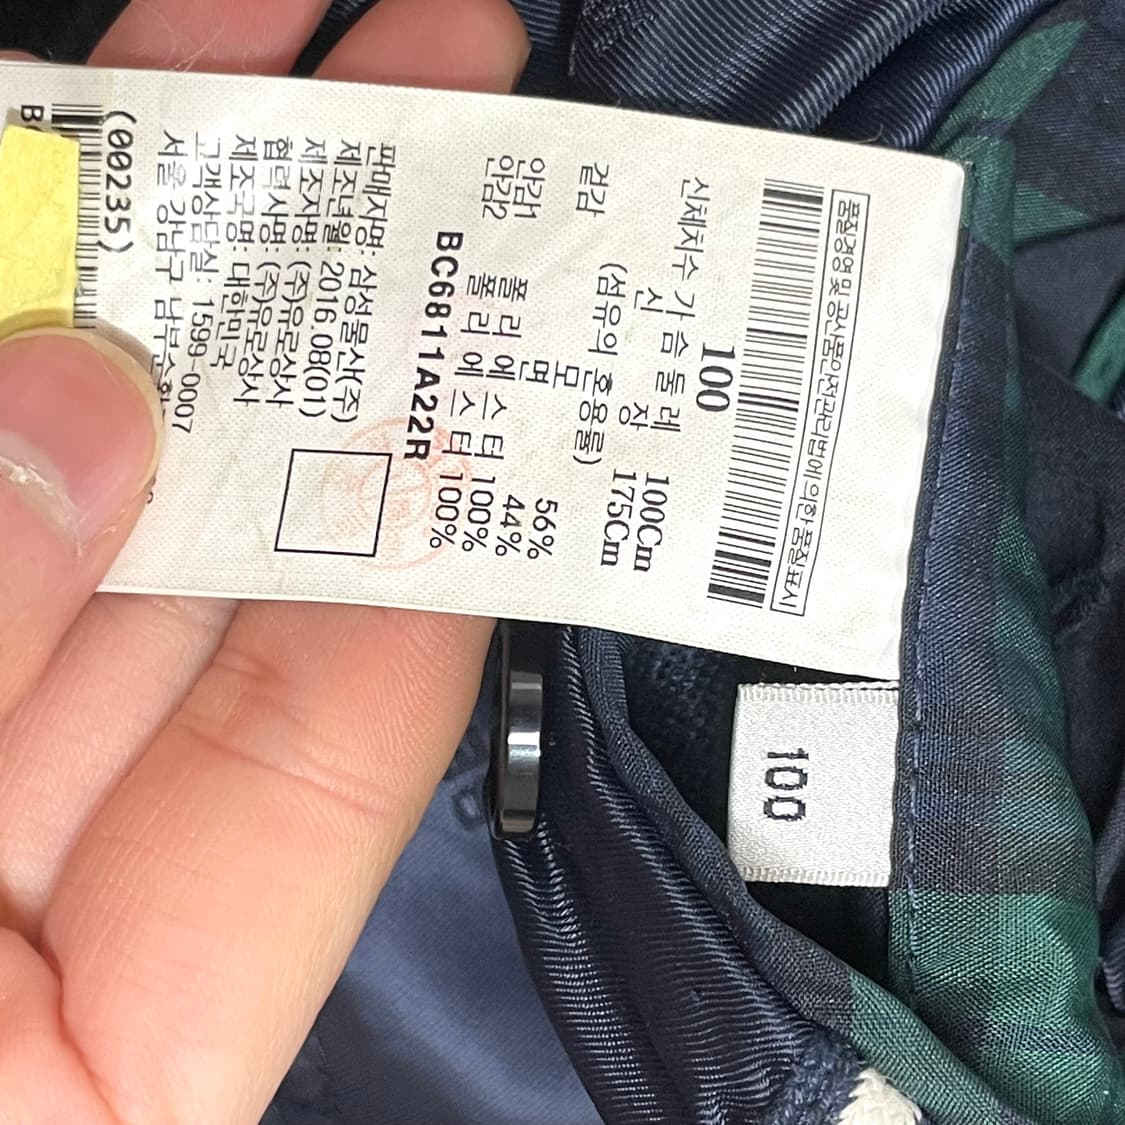 품질경영 및 공산품안전관리법에 의한 품질표시
100
신체치수 가슴둘레 100Cm
신장 175Cm
(섬유의 혼용률)
겉감 모 56%
면 44%
안감1 폴리에스터 100%
안감2 폴리에스터 100%
BC6811A22R
판매자명: 삼성물산(주)
제조년월: 2016.08(01)
제조자명: (주)유로상사
협력사명: (주)유로상사
제조국명: 대한민국
고객상담실: 1599-0007
서울 강남구
(00235)
100